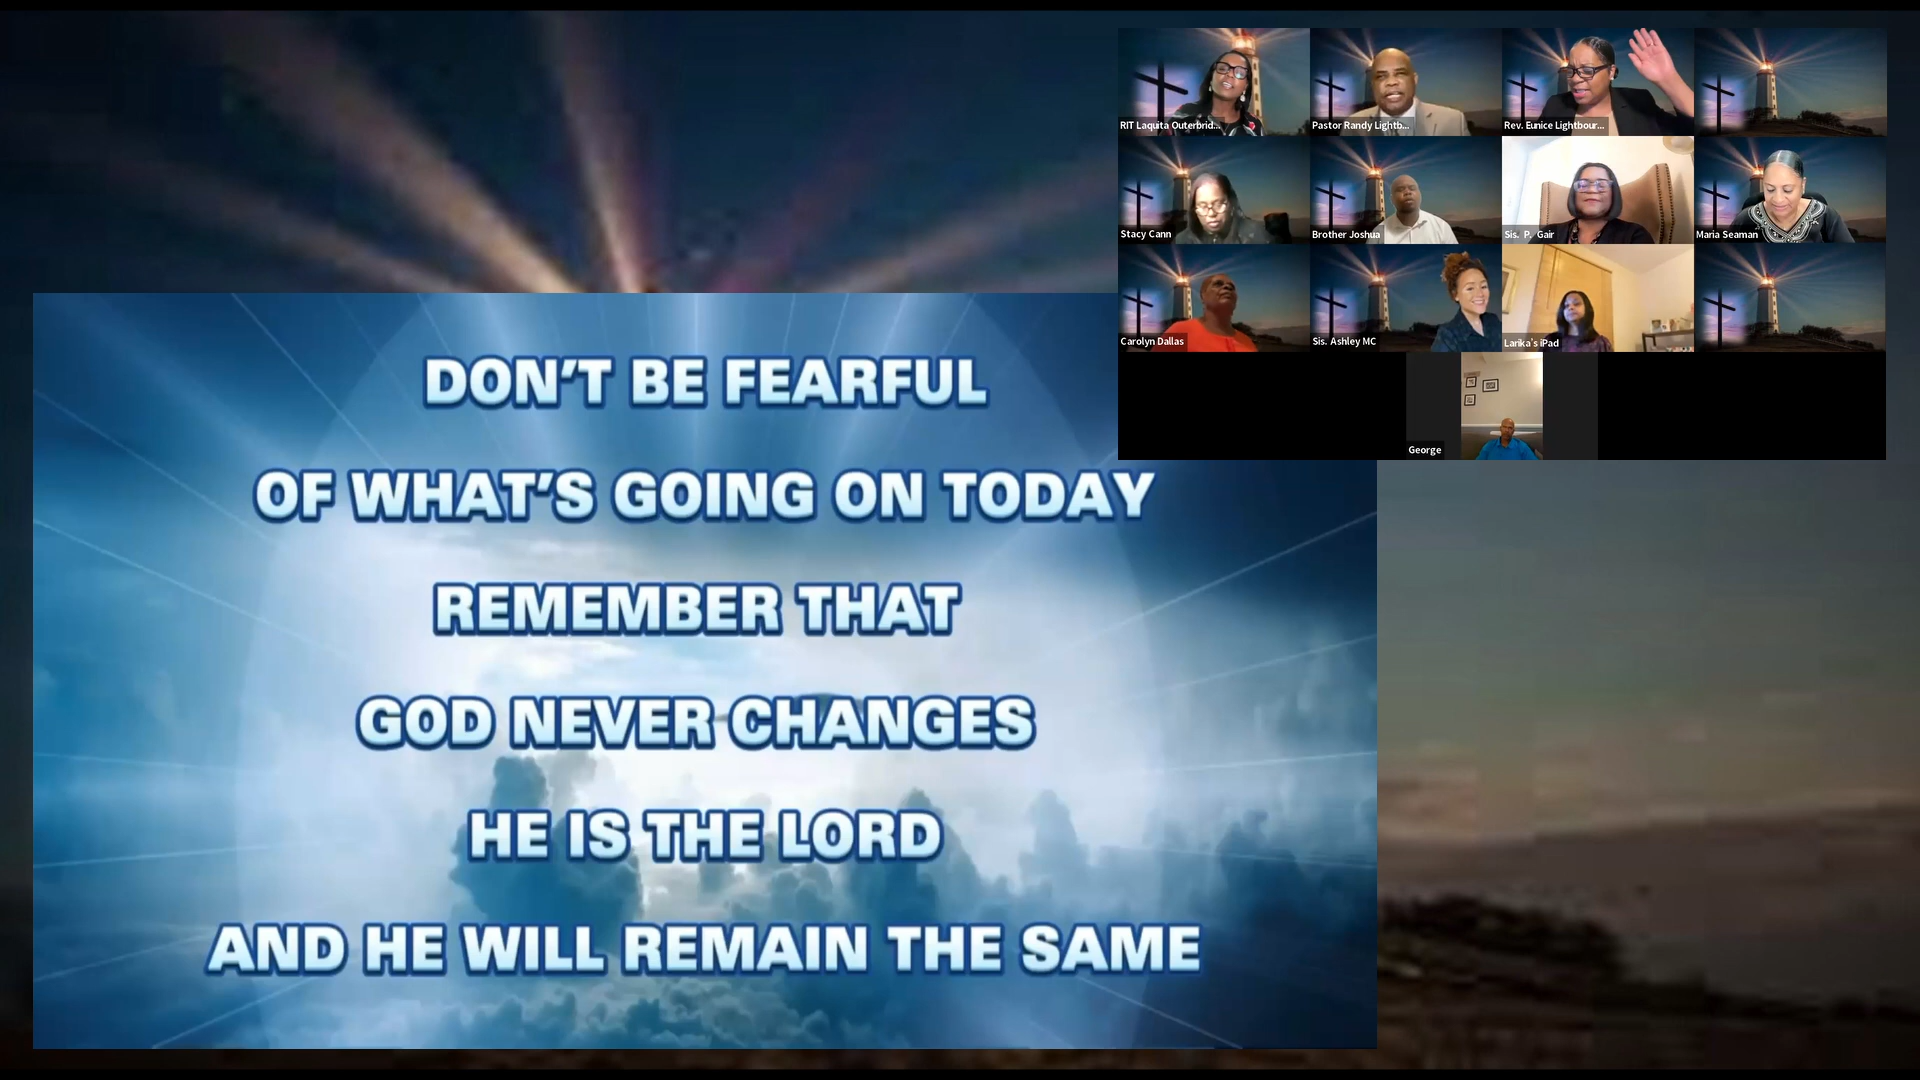 RIT Laquita Outerbrid...
Pastor Randy Lightb...
Rev. Eunice Lightbour...
Stacy Cann
Brother Joshua
Sis. P. Gair
Maria Seaman
Carolyn Dallas
Sis. Ashley MC
Larika's iPad
George
DON'T BE FEARFUL
OF WHAT'S GOING ON TODAY
REMEMBER THAT
GOD NEVER CHANGES
HE IS THE LORD
AND HE WILL REMAIN THE SAME